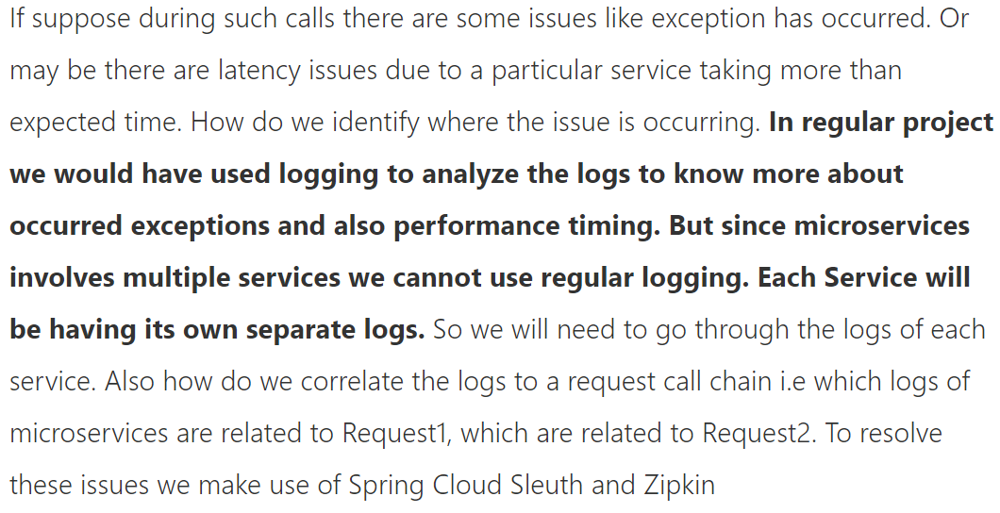 If suppose during such calls there are some issues like exception has occurred. Or
may be there are latency issues due to a particular service taking more than
expected time. How do we identify where the issue is occurring. In regular project
we would have used logging to analyze the logs to know more about
occurred exceptions and also performance timing. But since microservices
involves multiple services we cannot use regular logging. Each Service will
be having its own separate logs. So we will need to go through the logs of each
service. Also how do we correlate the logs to a request call chain i.e which logs of
microservices are related to Request1, which are related to Request2. To resolve
these issues we make use of Spring Cloud Sleuth and Zipkin